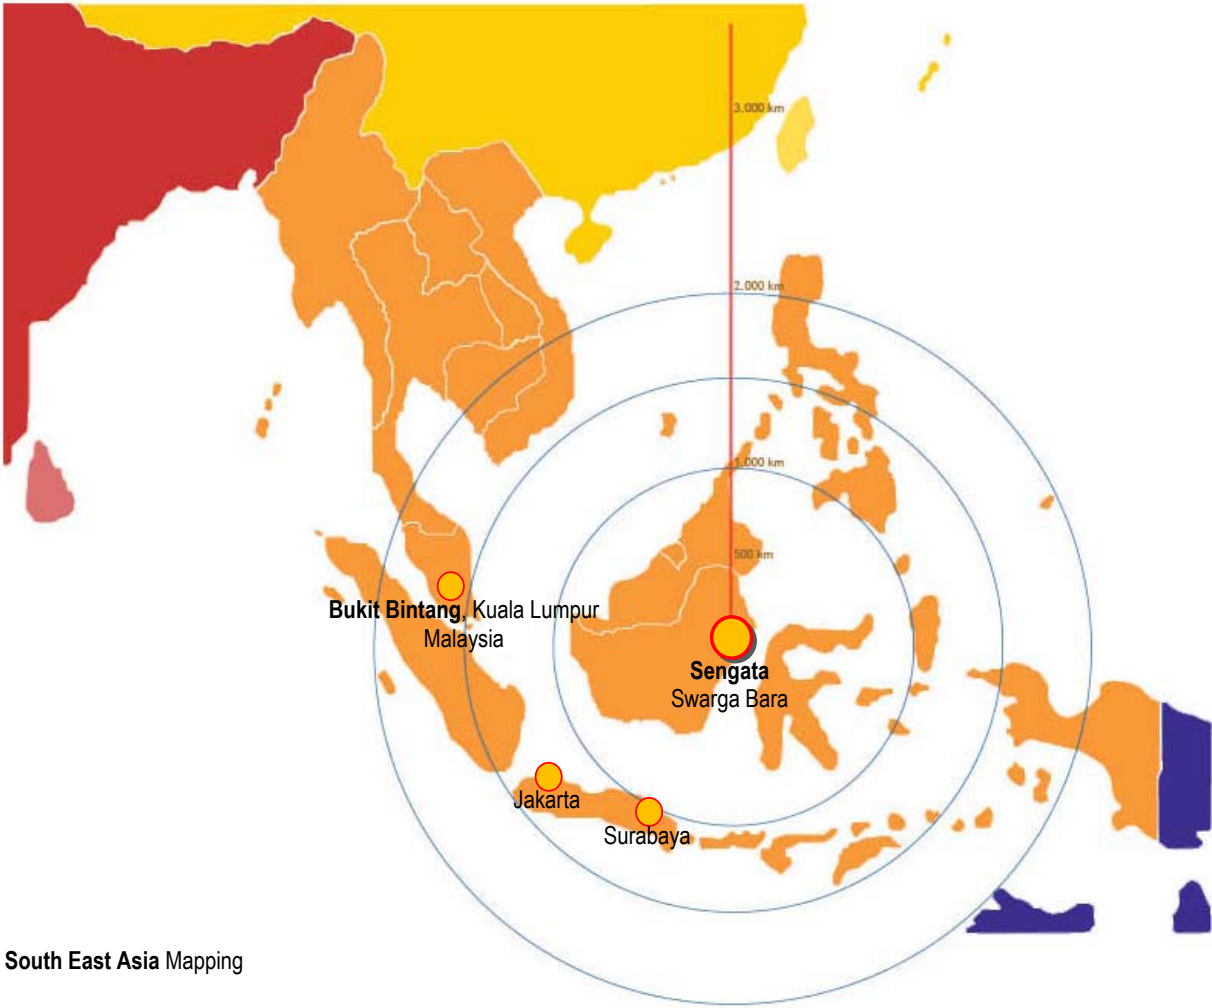 3.000 km
2.000 km
1.000 km
500 km
Bukit Bintang, Kuala Lumpur
Malaysia
Sengata
Swarga Bara
Jakarta
Surabaya
South East Asia Mapping